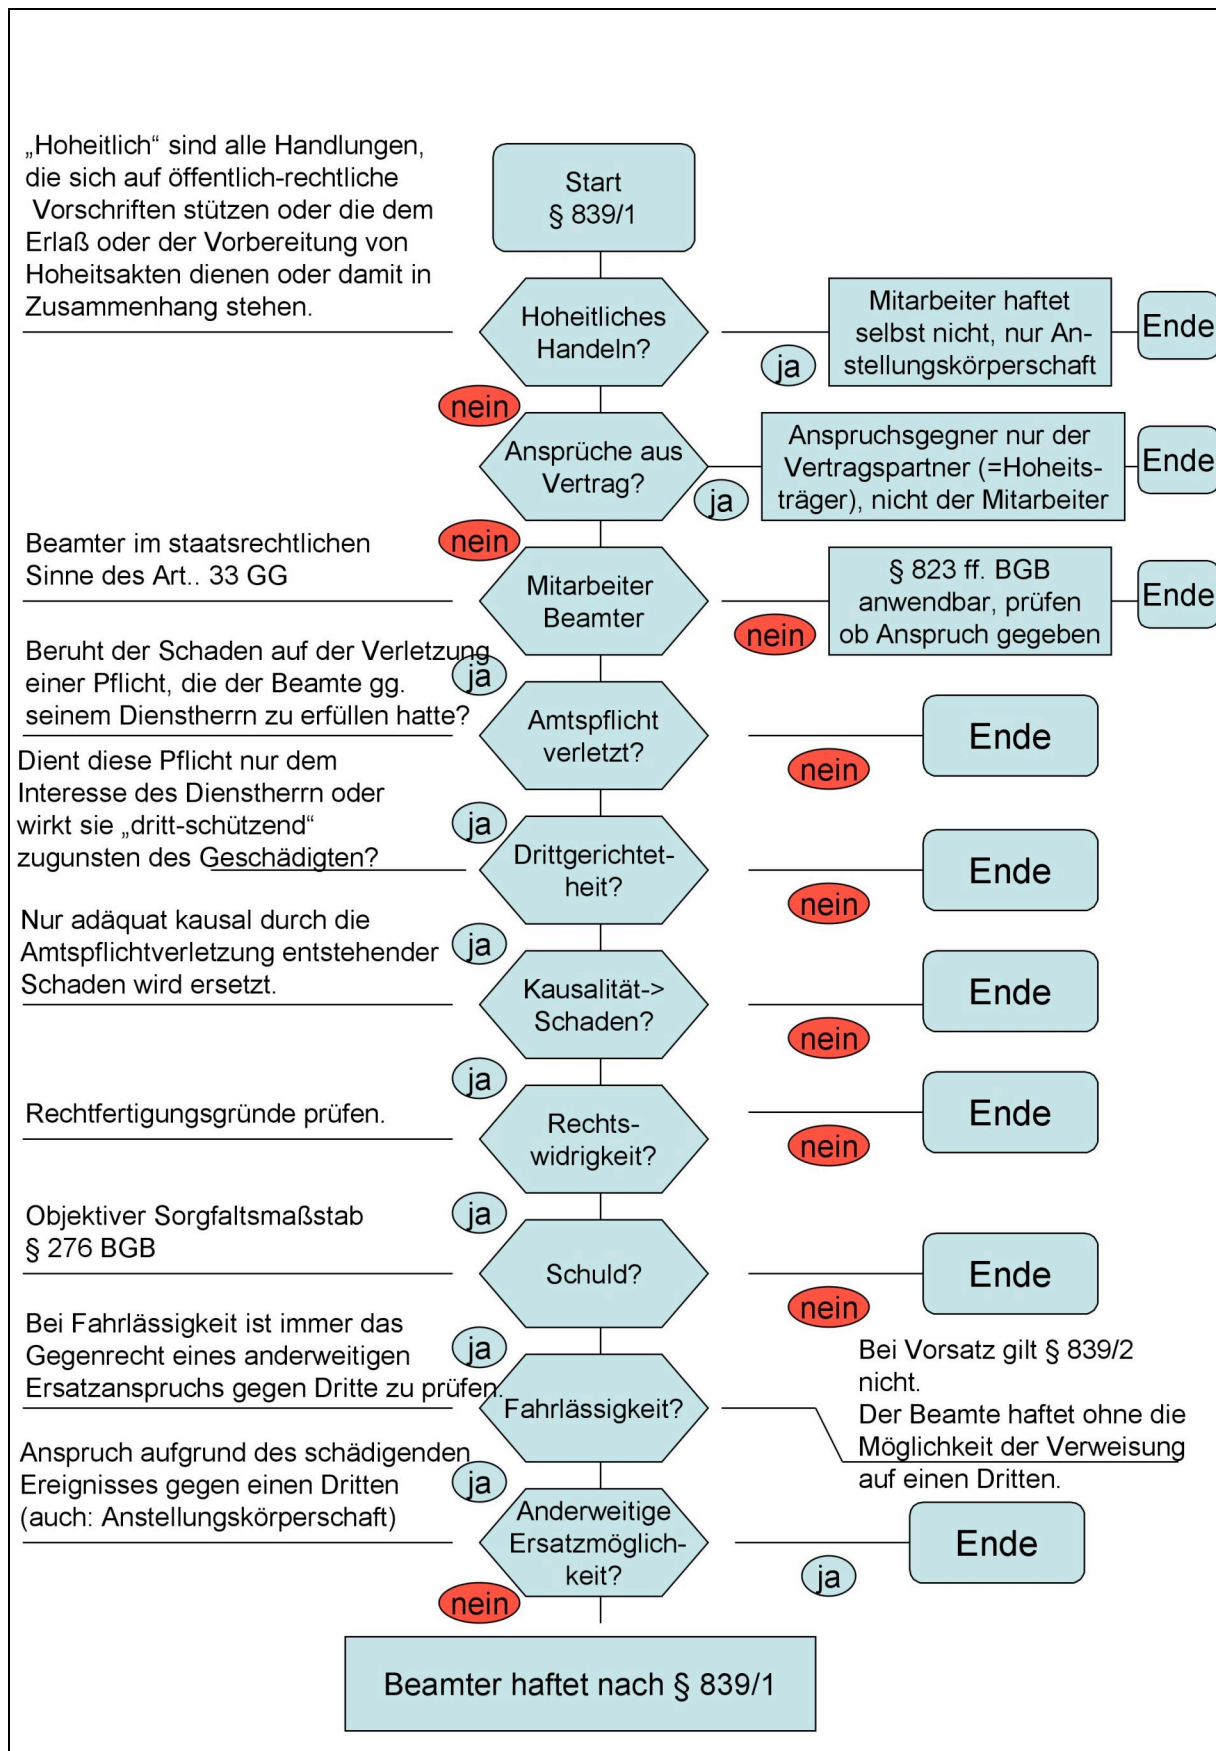 „Hoheitlich“ sind alle Handlungen,
die sich auf öffentlich-rechtliche
Vorschriften stützen oder die dem
Erlaß oder der Vorbereitung von
Hoheitsakten dienen oder damit in
Zusammenhang stehen.
Start
§ 839/1
Hoheitliches
Handeln?
ja
Mitarbeiter haftet
selbst nicht, nur An-
stellungskörperschaft
Ende
nein
Ansprüche aus
Vertrag?
ja
Anspruchsgegner nur der
Vertragspartner (=Hoheits-
träger), nicht der Mitarbeiter
Ende
nein
Beamter im staatsrechtlichen
Sinne des Art.. 33 GG
Mitarbeiter
Beamter
nein
§ 823 ff. BGB
anwendbar, prüfen
ob Anspruch gegeben
Ende
Beruht der Schaden auf der Verletzung
einer Pflicht, die der Beamte gg.
seinem Dienstherrn zu erfüllen hatte?
ja
Amtspflicht
verletzt?
nein
Ende
Dient diese Pflicht nur dem
Interesse des Dienstherrn oder
wirkt sie „dritt-schützend“
zugunsten des Geschädigten?
ja
Drittgerichtet-
heit?
nein
Ende
Nur adäquat kausal durch die
Amtspflichtverletzung entstehender
Schaden wird ersetzt.
ja
Kausalität->
Schaden?
nein
Ende
Rechtfertigungsgründe prüfen.
ja
Rechts-
widrigkeit?
nein
Ende
Objektiver Sorgfaltsmaßstab
§ 276 BGB
ja
Schuld?
nein
Ende
Bei Fahrlässigkeit ist immer das
Gegenrecht eines anderweitigen
Ersatzanspruchs gegen Dritte zu prüfen.
ja
Fahrlässigkeit?
Bei Vorsatz gilt § 839/2
nicht.
Der Beamte haftet ohne die
Möglichkeit der Verweisung
auf einen Dritten.
Anspruch aufgrund des schädigenden
Ereignisses gegen einen Dritten
(auch: Anstellungskörperschaft)
ja
Anderweitige
Ersatzmöglich-
keit?
ja
Ende
nein
Beamter haftet nach § 839/1